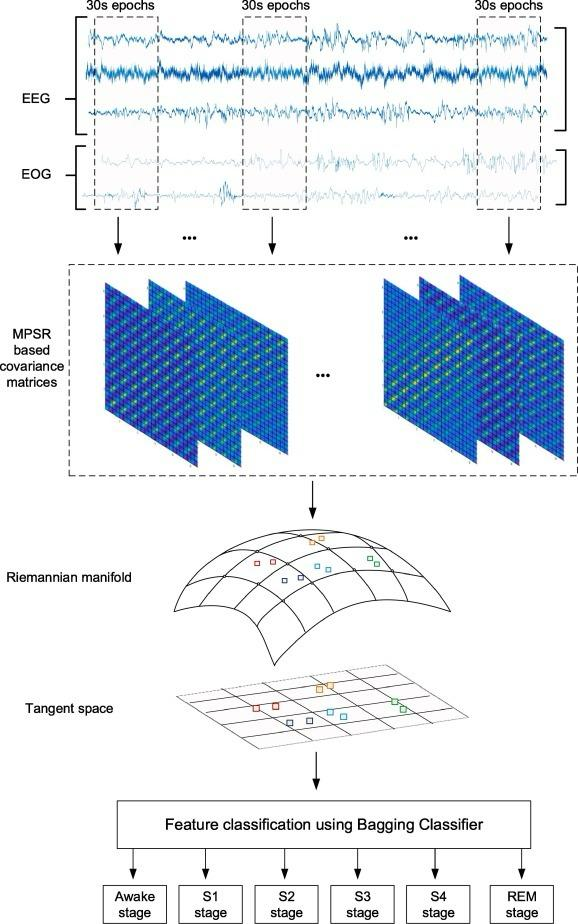 30s epochs 30s epochs 30s epochs
EEG
EOG
... ...
MPSR
based
covariance
matrices
...
Riemannian manifold
Tangent space
Feature classification using Bagging Classifier
Awake
stage
S1
stage
S2
stage
S3
stage
S4
stage
REM
stage